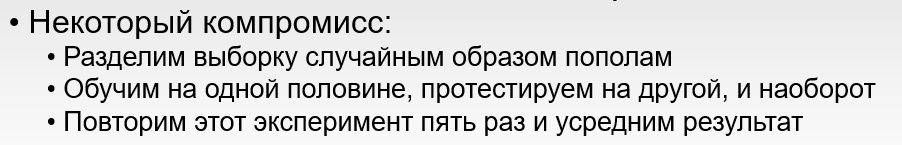 • Некоторый компромисс:
• Разделим выборку случайным образом пополам
• Обучим на одной половине, протестируем на другой, и наоборот
• Повторим этот эксперимент пять раз и усредним результат